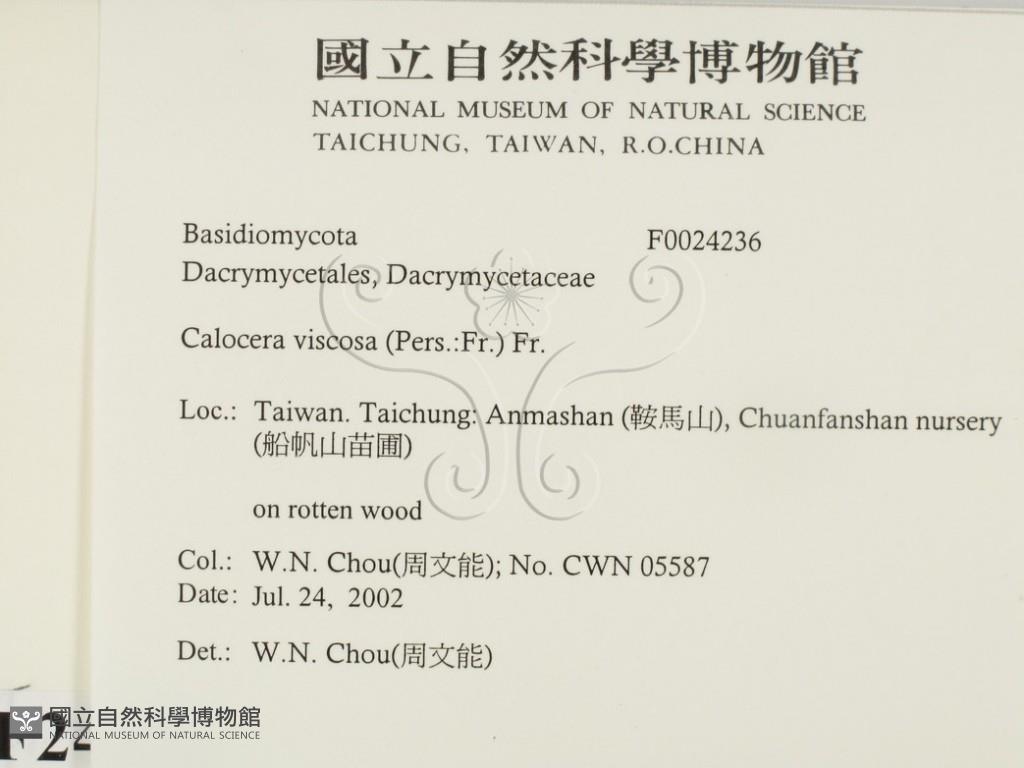 國立自然科學博物館
NATIONAL MUSEUM OF NATURAL SCIENCE
TAICHUNG, TAIWAN, R.O.CHINA
Basidiomycota F0024236
Dacrymycetales, Dacrymycetaceae
Calocera viscosa (Pers.:Fr.) Fr.
Loc.: Taiwan. Taichung: Anmashan (鞍馬山), Chuanfanshan nursery
(船帆山苗圃)
on rotten wood
Col.: W.N. Chou(周文能); No. CWN 05587
Date: Jul. 24, 2002
Det.: W.N. Chou(周文能)
國立自然科學博物館
NATIONAL MUSEUM OF NATURAL SCIENCE